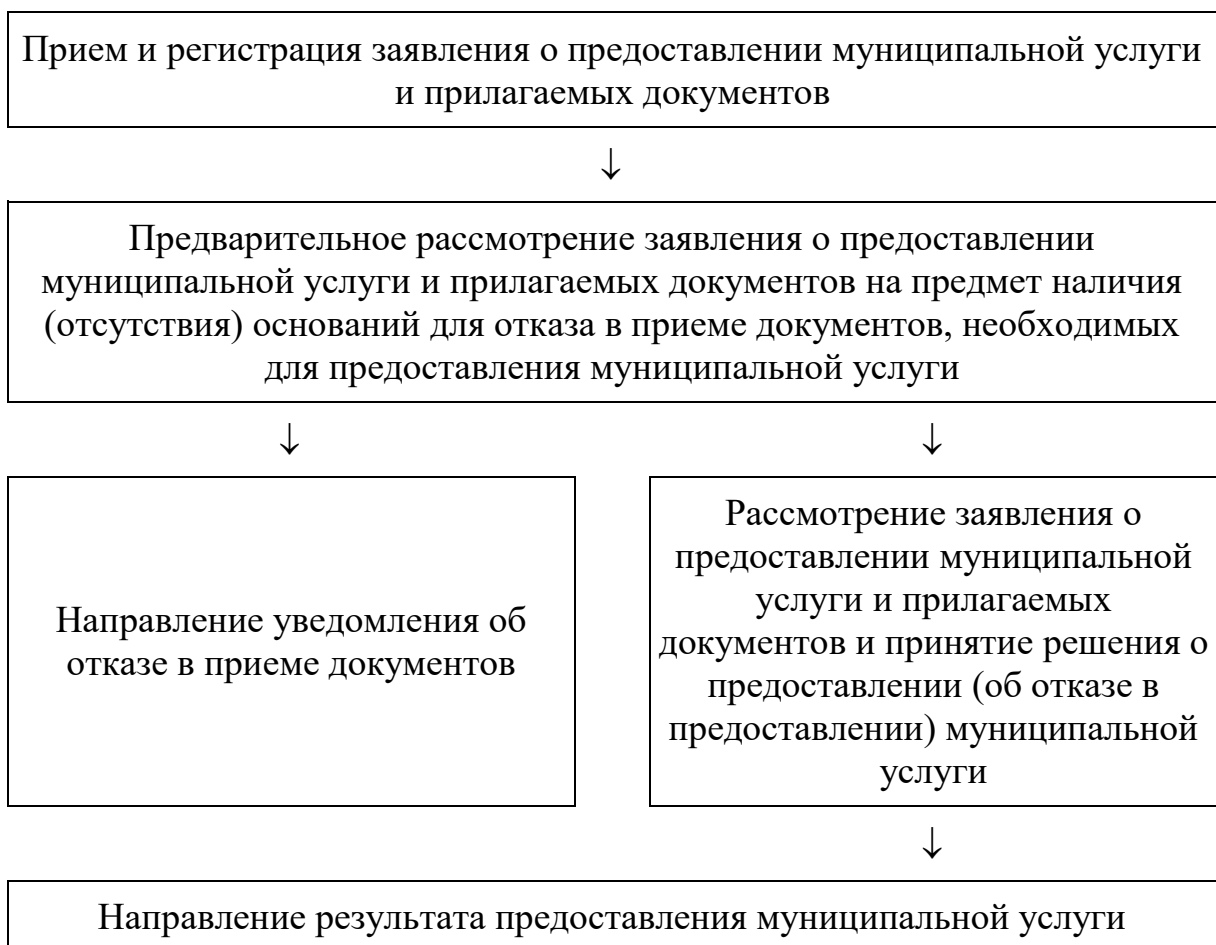 Прием и регистрация заявления о предоставлении муниципальной услуги
и прилагаемых документов
↓
Предварительное рассмотрение заявления о предоставлении
муниципальной услуги и прилагаемых документов на предмет наличия
(отсутствия) оснований для отказа в приеме документов, необходимых
для предоставления муниципальной услуги
↓ ↓
Направление уведомления об
отказе в приеме документов
Рассмотрение заявления о
предоставлении муниципальной
услуги и прилагаемых
документов и принятие решения о
предоставлении (об отказе в
предоставлении) муниципальной
услуги
↓
Направление результата предоставления муниципальной услуги